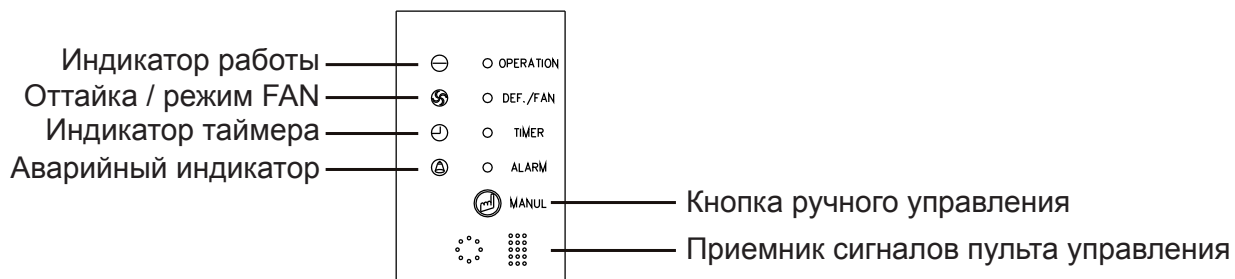 Индикатор работы
OPERATION
Оттайка / режим FAN
DEF./FAN
Индикатор таймера
TIMER
Аварийный индикатор
ALARM
MANUL
Кнопка ручного управления
Приемник сигналов пульта управления